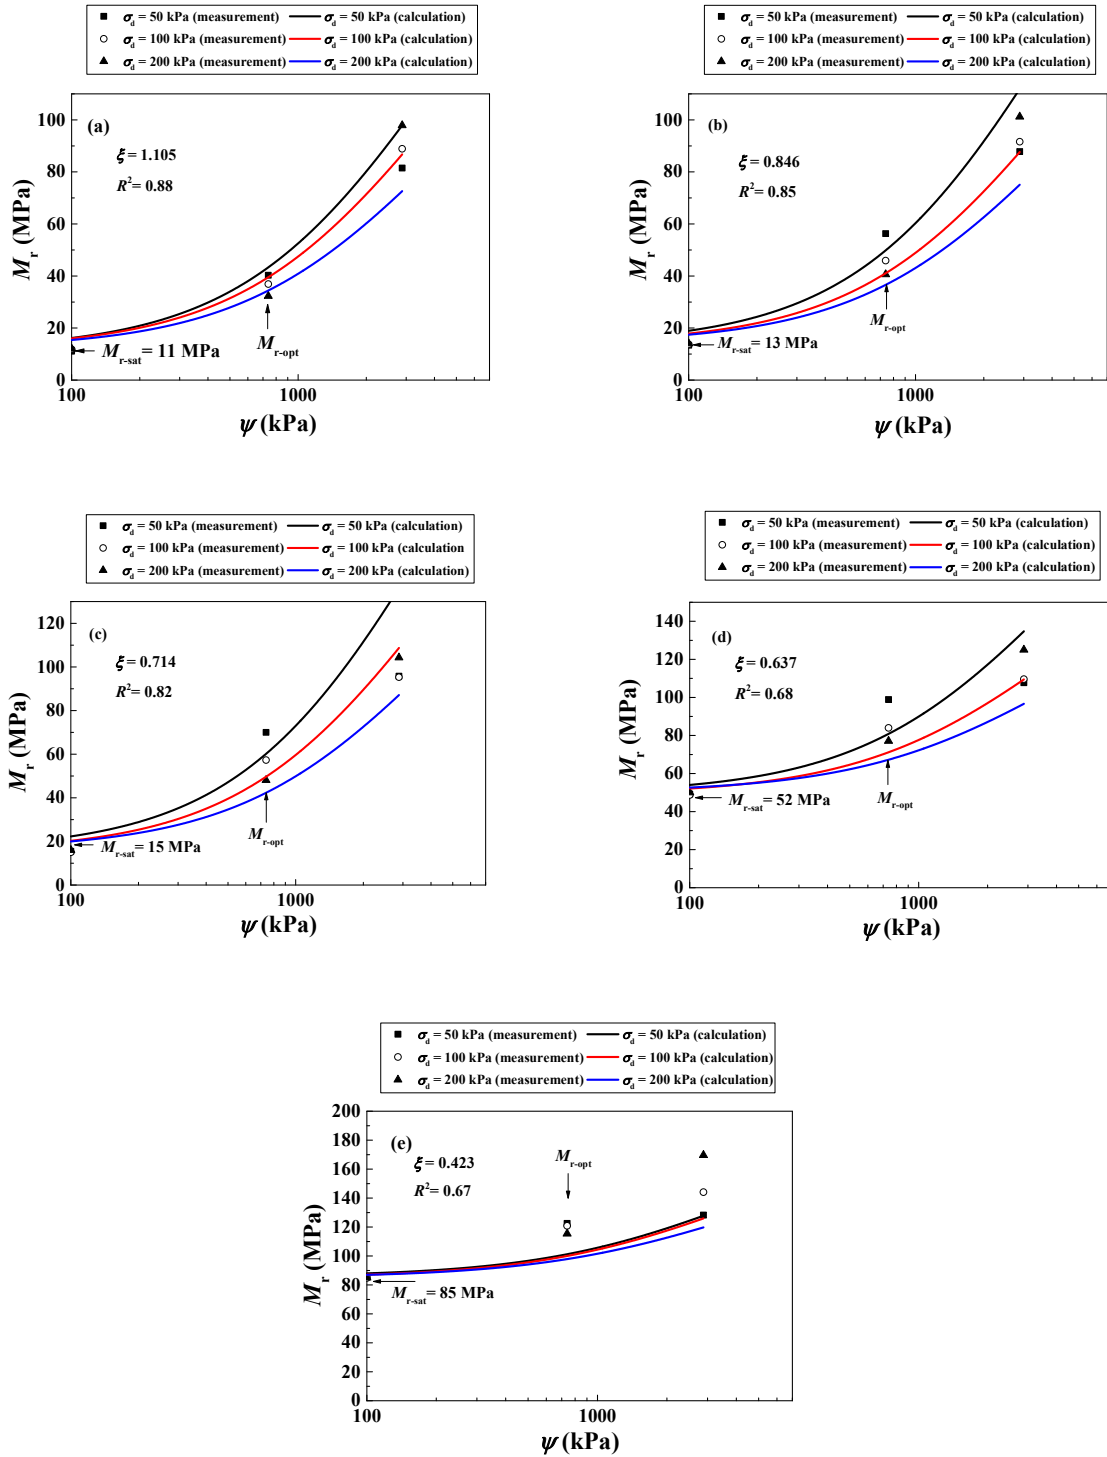 σd = 50 kPa (measurement) σd = 50 kPa (calculation)
σd = 100 kPa (measurement) σd = 100 kPa (calculation)
σd = 200 kPa (measurement) σd = 200 kPa (calculation)
(a)
ξ = 1.105
R² = 0.88
Mr-sat = 11 MPa
Mr-opt
Mr (MPa)
100
80
60
40
20
0
100 1000
ψ (kPa)
σd = 50 kPa (measurement) σd = 50 kPa (calculation)
σd = 100 kPa (measurement) σd = 100 kPa (calculation)
σd = 200 kPa (measurement) σd = 200 kPa (calculation)
(b)
ξ = 0.846
R² = 0.85
Mr-opt
Mr-sat = 13 MPa
Mr (MPa)
100
80
60
40
20
0
100 1000
ψ (kPa)
σd = 50 kPa (measurement) σd = 50 kPa (calculation)
σd = 100 kPa (measurement) σd = 100 kPa (calculation
σd = 200 kPa (measurement) σd = 200 kPa (calculation)
(c)
ξ = 0.714
R² = 0.82
Mr-opt
Mr-sat = 15 MPa
Mr (MPa)
120
100
80
60
40
20
0
100 1000
ψ (kPa)
σd = 50 kPa (measurement) σd = 50 kPa (calculation)
σd = 100 kPa (measurement) σd = 100 kPa (calculation)
σd = 200 kPa (measurement) σd = 200 kPa (calculation)
(d)
ξ = 0.637
R² = 0.68
Mr-sat = 52 MPa
Mr-opt
Mr (MPa)
140
120
100
80
60
40
20
0
100 1000
ψ (kPa)
σd = 50 kPa (measurement) σd = 50 kPa (calculation)
σd = 100 kPa (measurement) σd = 100 kPa (calculation)
σd = 200 kPa (measurement) σd = 200 kPa (calculation)
(e)
ξ = 0.423
R² = 0.67
Mr-opt
Mr-sat = 85 MPa
Mr (MPa)
200
180
160
140
120
100
80
60
40
20
0
100 1000
ψ (kPa)